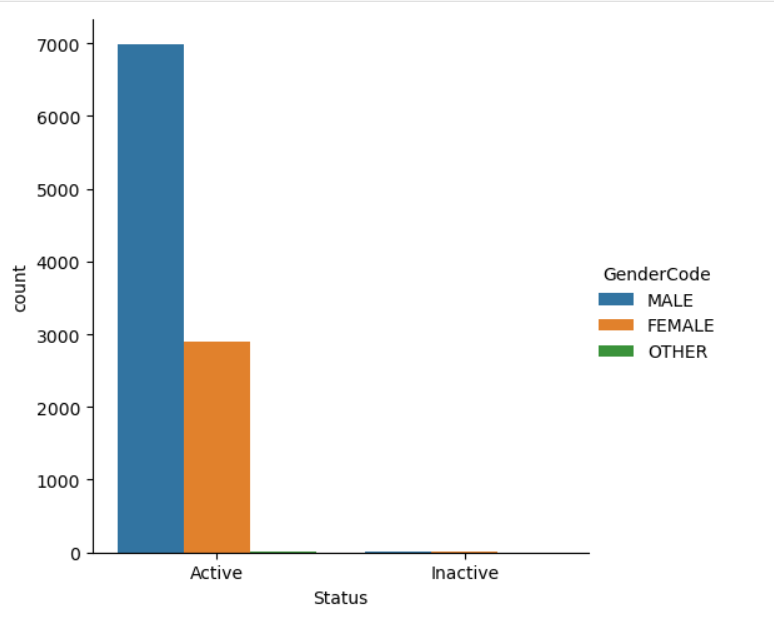 7000
6000
5000
4000
3000
2000
1000
0
count
Active
Inactive
Status
GenderCode
MALE
FEMALE
OTHER